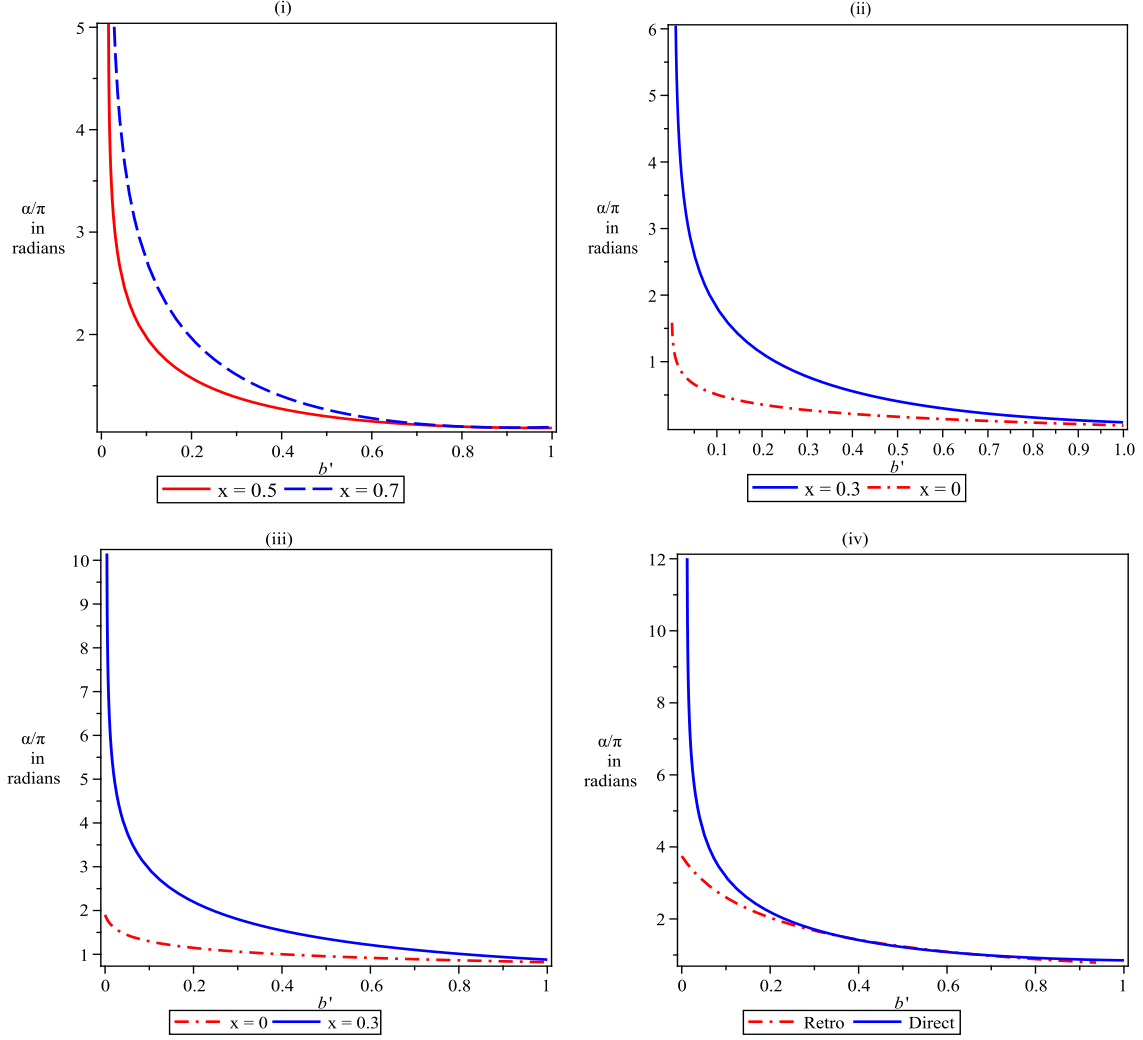 (i)
5
4
3
2
α/π
in
radians
0
0.2
0.4
0.6
0.8
1
b'
x = 0.5
x = 0.7
(ii)
6
5
4
3
2
1
α/π
in
radians
0.1
0.2
0.3
0.4
0.5
0.6
0.7
0.8
0.9
1.0
b'
x = 0.3
x = 0
(iii)
10
9
8
7
6
5
4
3
2
1
α/π
in
radians
0
0.2
0.4
0.6
0.8
1
b'
x = 0
x = 0.3
(iv)
12
10
8
6
4
2
α/π
in
radians
0
0.2
0.4
0.6
0.8
1
b'
Retro
Direct